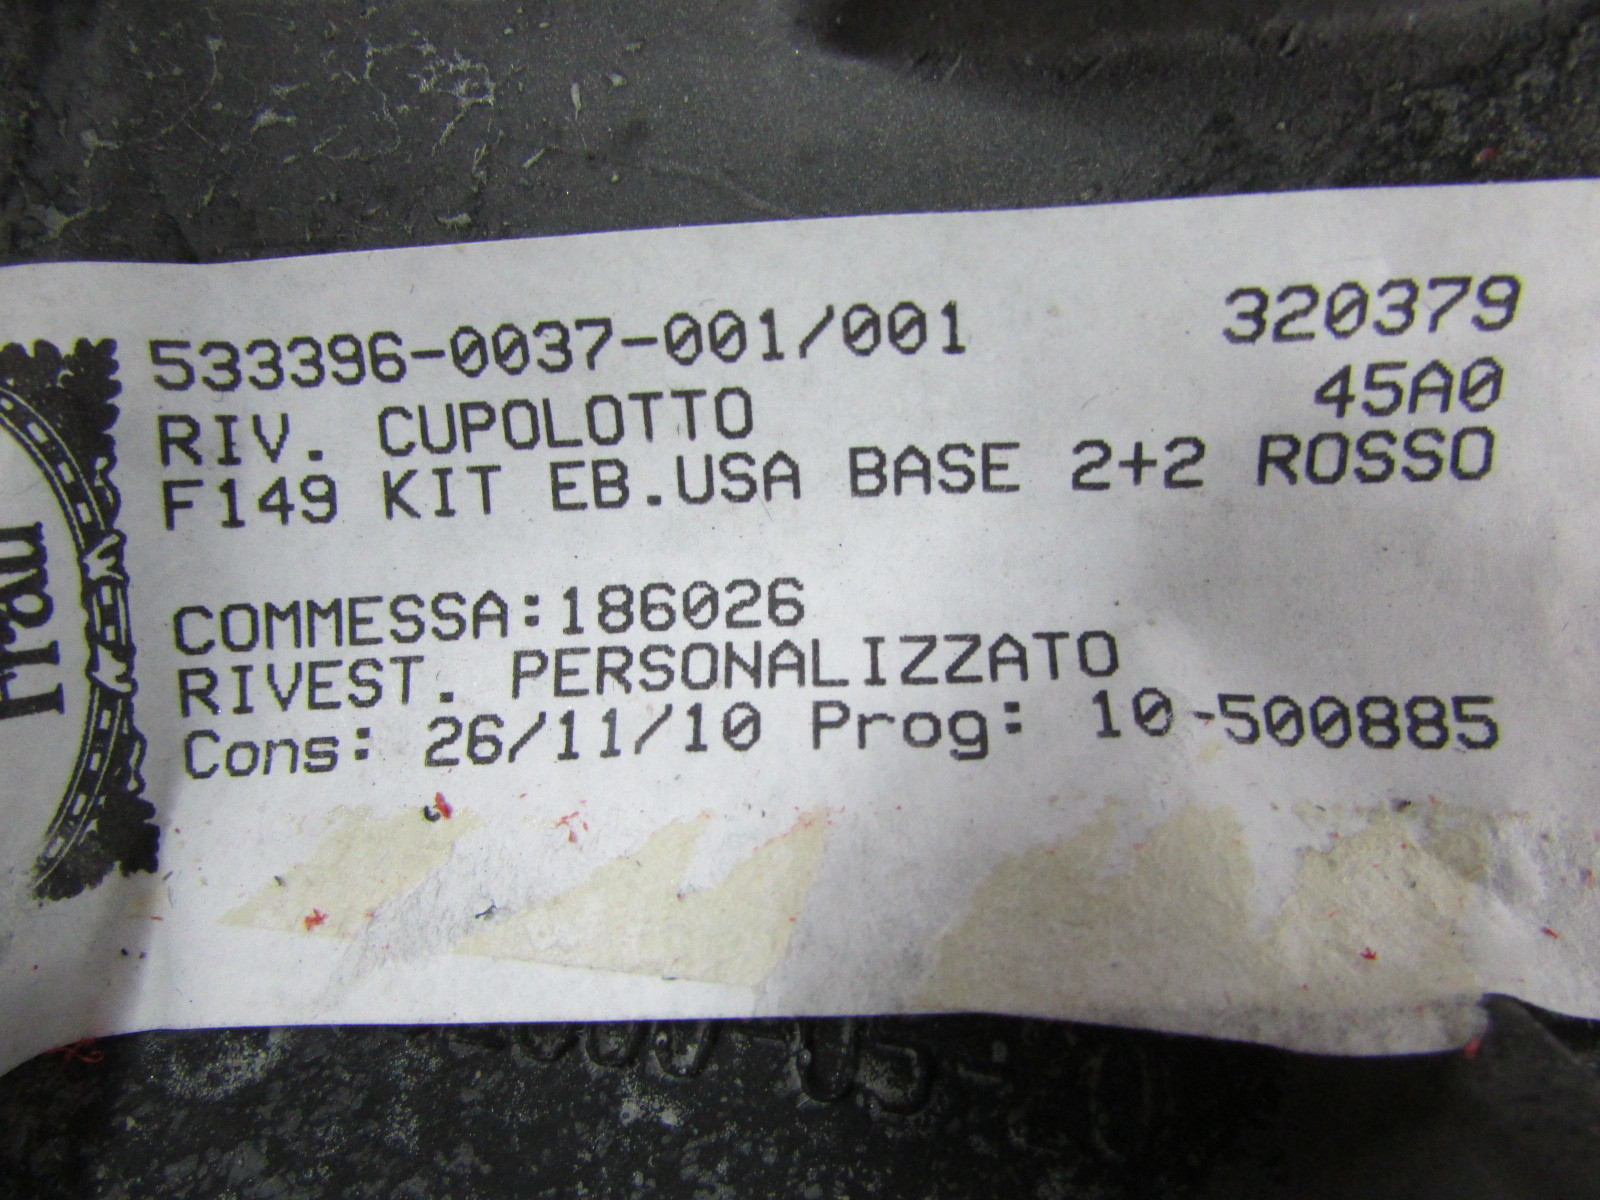 533396-0037-001/001 320379
RIV. CUPOLOTTO 45A0
F149 KIT EB.USA BASE 2+2 ROSSO
COMMESSA:186026
RIVEST. PERSONALIZZATO
Cons: 26/11/10 Prog: 10-500885
Frau